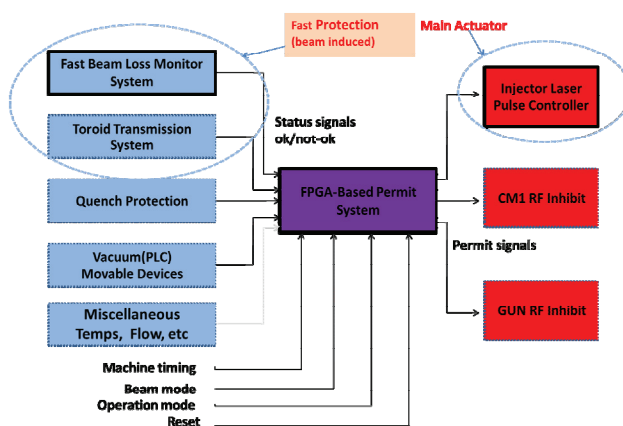 Fast Protection
(beam induced)
Main Actuator
Fast Beam Loss Monitor
System
Toroid Transmission
System
Quench Protection
Vacuum(PLC)
Movable Devices
Miscellaneous
Temps, Flow, etc
Status signals
ok/not-ok
FPGA-Based Permit
System
Injector Laser
Pulse Controller
CM1 RF Inhibit
Permit signals
GUN RF Inhibit
Machine timing
Beam mode
Operation mode
Reset